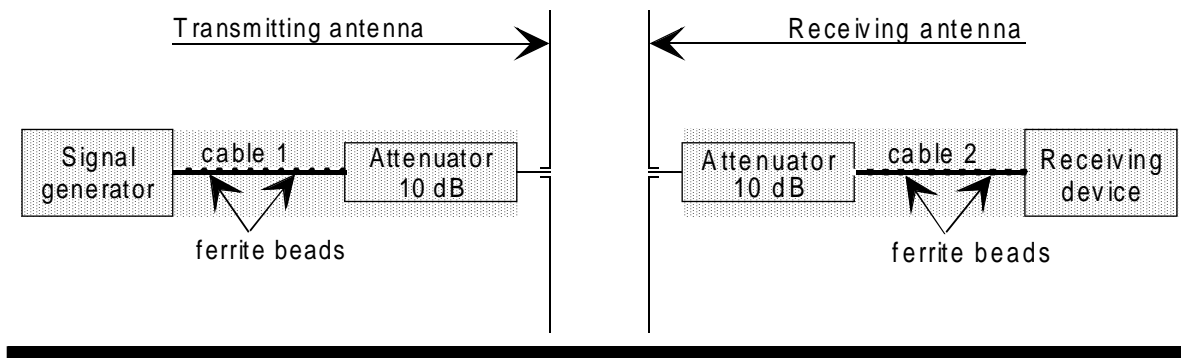 Transmitting antenna
Receiving antenna
Signal
generator
cable 1
Attenuator
10 dB
Attenuator
10 dB
cable 2
Receiving
device
ferrite beads
ferrite beads